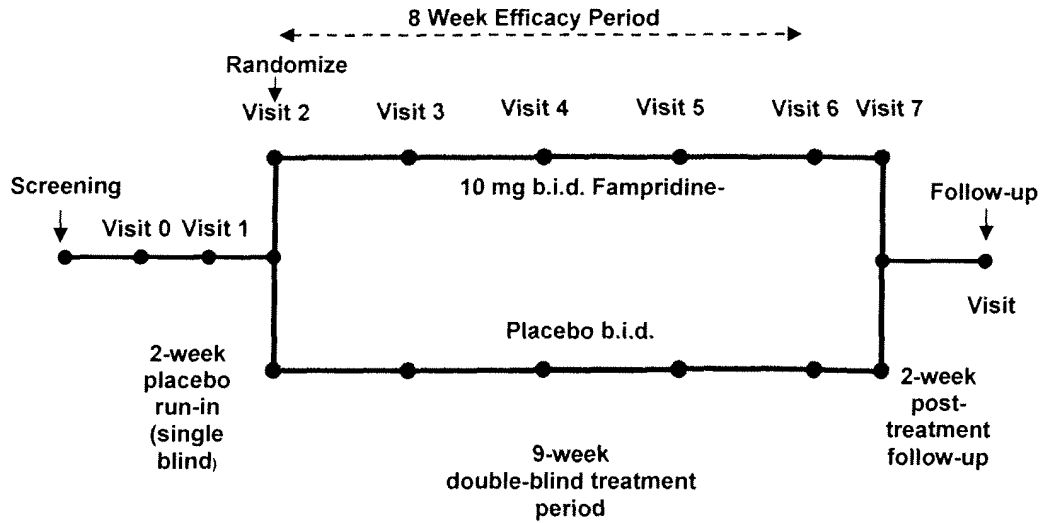 8 Week Efficacy Period
Randomize
Visit 2
Visit 3
Visit 4
Visit 5
Visit 6
Visit 7
10 mg b.i.d. Fampridine-
Screening
Visit 0
Visit 1
Follow-up
Visit
Placebo b.i.d.
2-week
placebo
run-in
(single
blind)
9-week
double-blind treatment
period
2-week
post-
treatment
follow-up